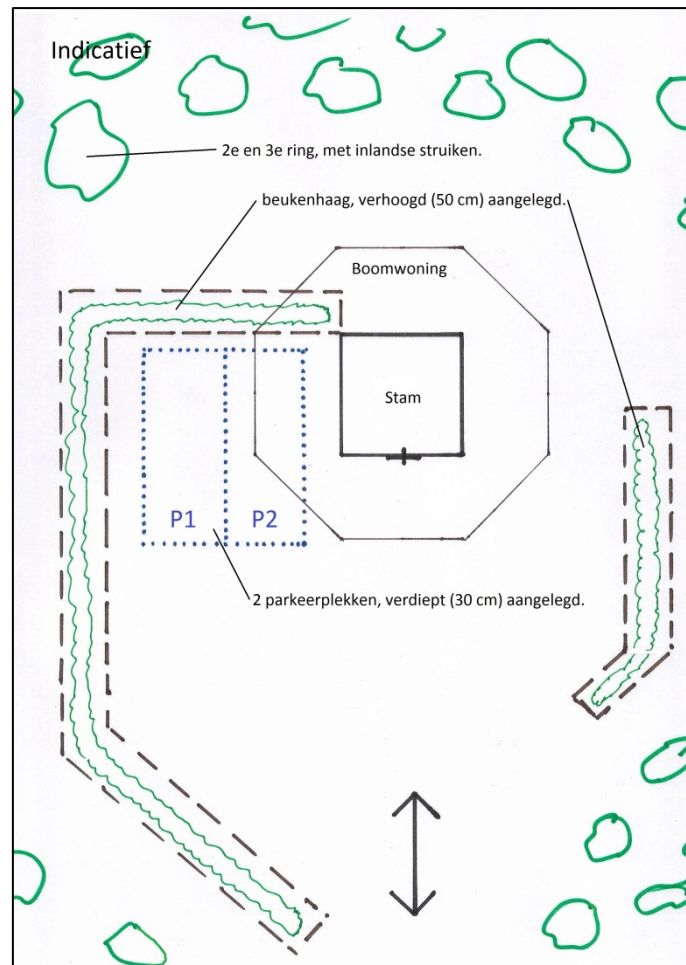 Indicatief
2e en 3e ring, met inlandse struiken.
beukenhaag, verhoogd (50 cm) aangelegd.
Boomwoning
Stam
P1
P2
2 parkeerplekken, verdiept (30 cm) aangelegd.